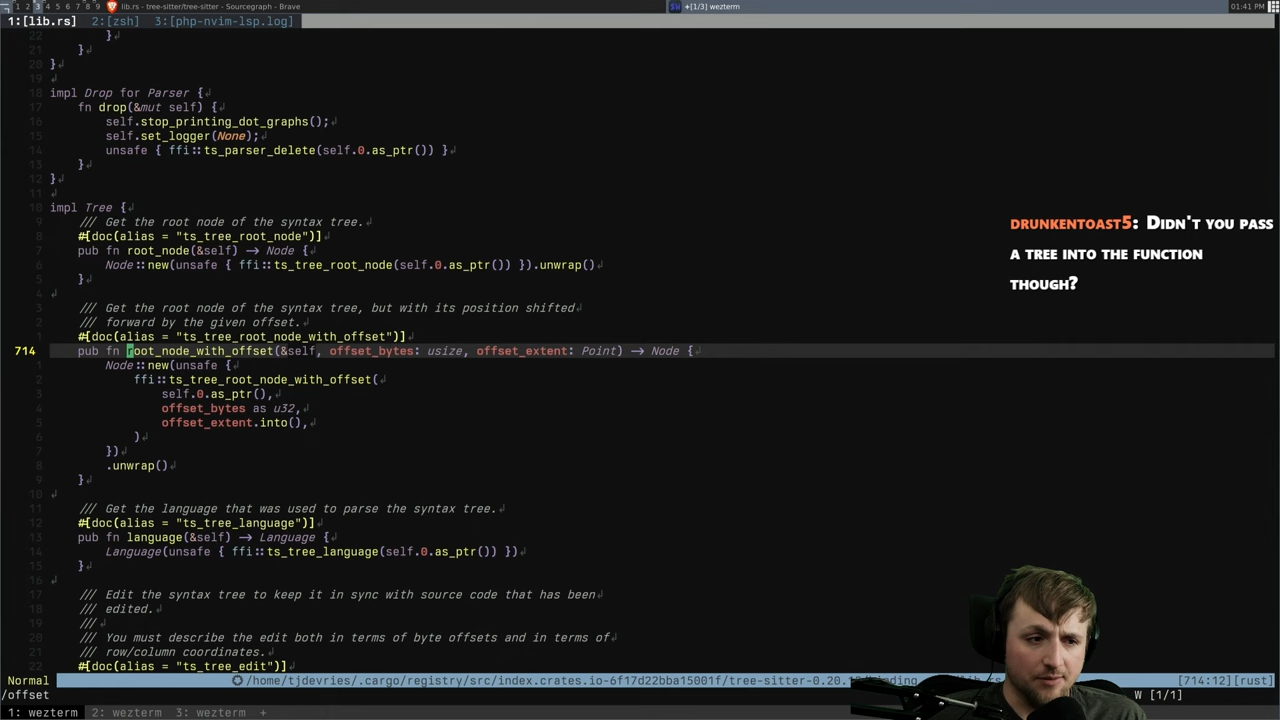 1 2 3 4 5 6 7 8 9 lib.rs - tree-sitter/tree-sitter - Sourcegraph - Brave +[1/3] wezterm 01:41 PM
1:[lib.rs] 2:[zsh] 3:[php-nvim-lsp.log]
22 }
21 }
20 }
19
18 impl Drop for Parser {
17 fn drop(&mut self) {
16 self.stop_printing_dot_graphs();
15 self.set_logger(None);
14 unsafe { ffi::ts_parser_delete(self.0.as_ptr()) }
13 }
12 }
11
10 impl Tree {
9 /// Get the root node of the syntax tree.
8 #[doc(alias = "ts_tree_root_node")]
7 pub fn root_node(&self) -> Node {
6 Node::new(unsafe { ffi::ts_tree_root_node(self.0.as_ptr()) }).unwrap()
5 }
4
3 /// Get the root node of the syntax tree, but with its position shifted
2 /// forward by the given offset.
1 #[doc(alias = "ts_tree_root_node_with_offset")]
714 pub fn root_node_with_offset(&self, offset_bytes: usize, offset_extent: Point) -> Node {
1 Node::new(unsafe {
2 ffi::ts_tree_root_node_with_offset(
3 self.0.as_ptr(),
4 offset_bytes as u32,
5 offset_extent.into(),
6 )
7 })
8 .unwrap()
9 }
10
11 /// Get the language that was used to parse the syntax tree.
12 #[doc(alias = "ts_tree_language")]
13 pub fn language(&self) -> Language {
14 Language(unsafe { ffi::ts_tree_language(self.0.as_ptr()) })
15 }
16
17 /// Edit the syntax tree to keep it in sync with source code that has been
18 /// edited.
19 ///
20 /// You must describe the edit both in terms of byte offsets and in terms of
21 /// row/column coordinates.
22 #[doc(alias = "ts_tree_edit")]
drunkentoast5: Didn't you pass
a tree into the function
though?
Normal /home/tjdevries/.cargo/registry/src/index.crates.io-6f17d22bba15001f/tree-sitter-0.20. [714:12][rust]
/offset W [1/1]
1: wezterm 2: wezterm 3: wezterm +